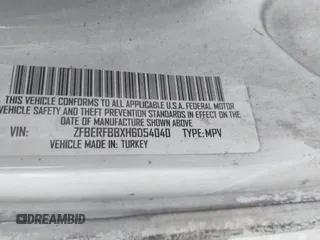 THIS VEHICLE CONFORMS TO ALL APPLICABLE U.S.A. FEDERAL MOTOR
VEHICLE SAFETY AND THEFT PREVENTION STANDARDS IN EFFECT ON THE
DATE OF MANUFACTURE SHOWN ABOVE.
VIN: ZFBERFBBXH6G54040 TYPE: MPV
VEHICLE MADE IN: TURKEY
DREAMBID